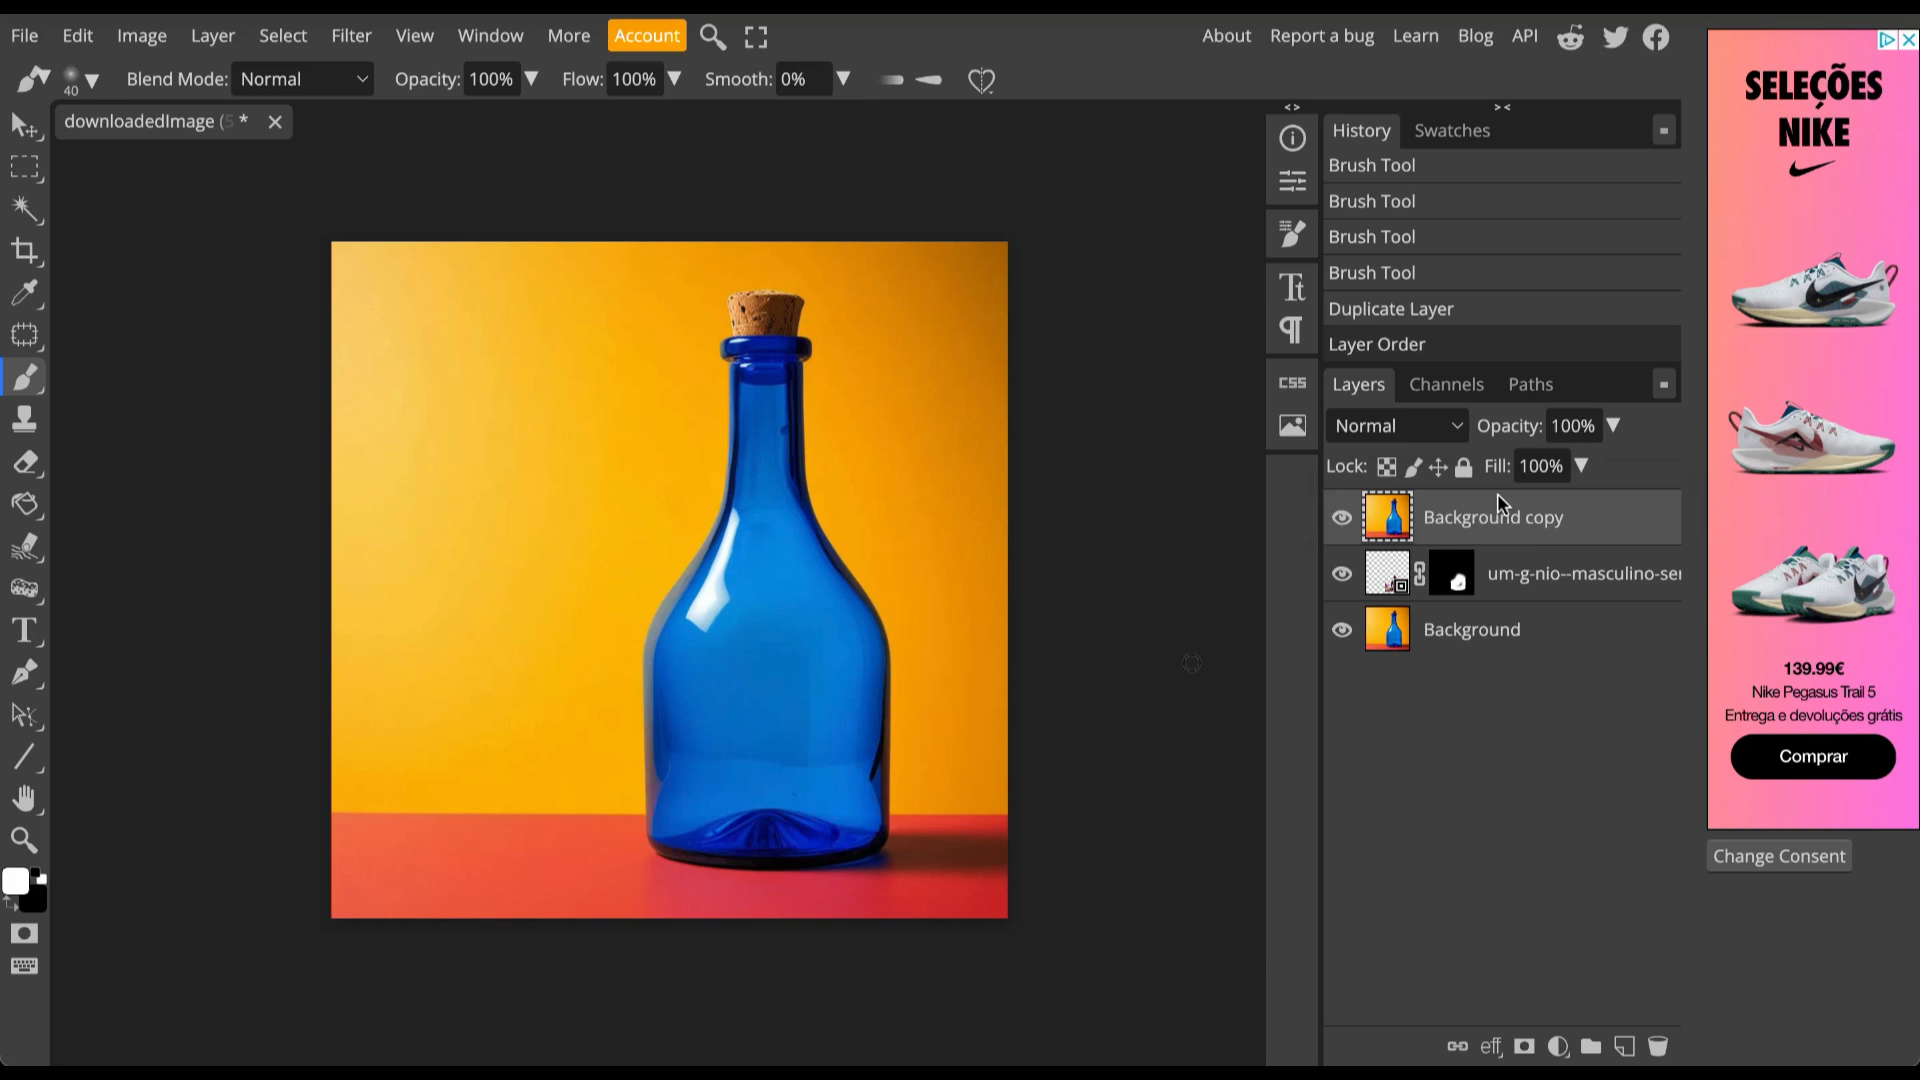 File Edit Image Layer Select Filter View Window More Account About Report a bug Learn Blog API
40 Blend Mode: Normal Opacity: 100% Flow: 100% Smooth: 0%
downloadedImage (5 *
< > > <
History Swatches
Brush Tool
Brush Tool
Brush Tool
Brush Tool
Duplicate Layer
Layer Order
CSS
Layers Channels Paths
Normal Opacity: 100%
Lock: Fill: 100%
Background copy
um-g-nio--masculino-ser
Background
eff
SELEÇÕES
NIKE
139.99€
Nike Pegasus Trail 5
Entrega e devoluções grátis
Comprar
Change Consent